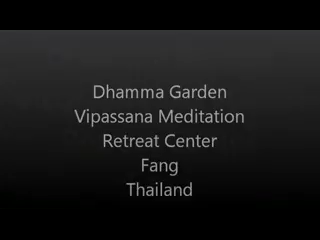 Dhamma Garden
Vipassana Meditation
Retreat Center
Fang
Thailand